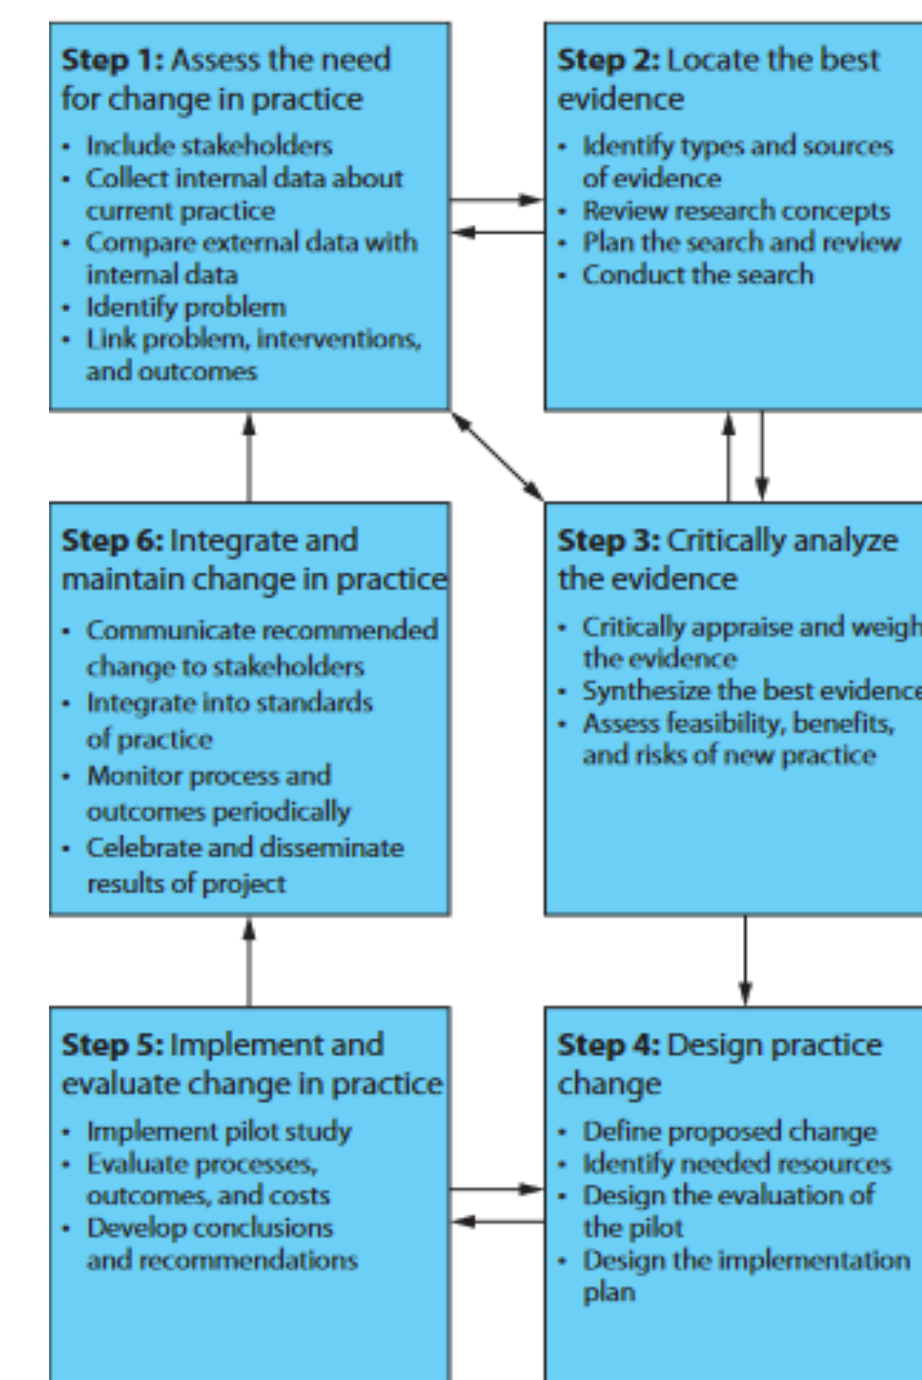 Step 1: Assess the need
for change in practice
• Include stakeholders
• Collect internal data about
current practice
• Compare external data with
internal data
• Identify problem
• Link problem, interventions,
and outcomes
Step 2: Locate the best
evidence
• Identify types and sources
of evidence
• Review research concepts
• Plan the search and review
• Conduct the search
Step 3: Critically analyze
the evidence
• Critically appraise and weigh
the evidence
• Synthesize the best evidence
• Assess feasibility, benefits,
and risks of new practice
Step 4: Design practice
change
• Define proposed change
• Identify needed resources
• Design the evaluation of
the pilot
• Design the implementation
plan
Step 5: Implement and
evaluate change in practice
• Implement pilot study
• Evaluate processes,
outcomes, and costs
• Develop conclusions
and recommendations
Step 6: Integrate and
maintain change in practice
• Communicate recommended
change to stakeholders
• Integrate into standards
of practice
• Monitor process and
outcomes periodically
• Celebrate and disseminate
results of project